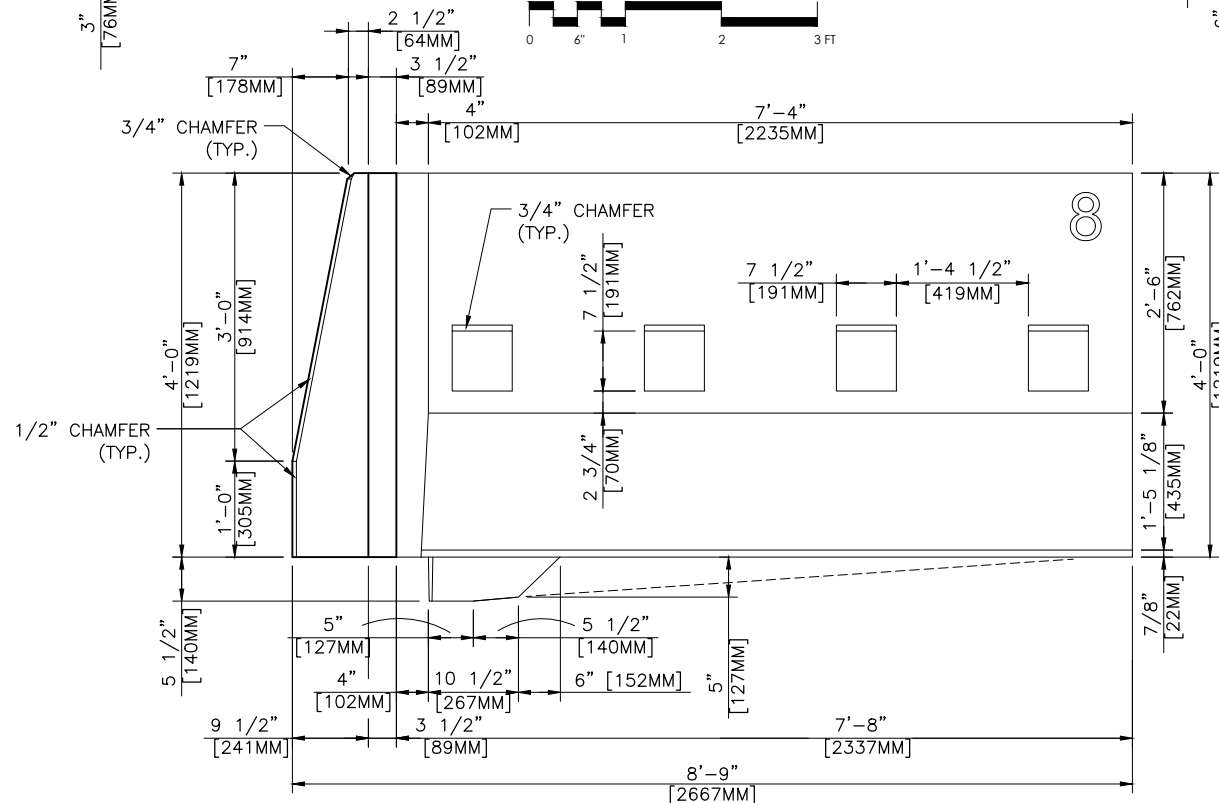 3"
[76MM
2 1/2"
[64MM]
0 6" 1 2 3 FT
7"
[178MM]
3 1/2"
[89MM]
4"
[102MM]
7'-4"
[2235MM]
3/4" CHAMFER
(TYP.)
3/4" CHAMFER
(TYP.)
8
7 1/2"
[191MM]
7 1/2"
[191MM]
1'-4 1/2"
[419MM]
2'-6"
[762MM]
4'-0"
[1219MM]
3'-0"
[914MM]
4'-0"
[1219MM]
1/2" CHAMFER
(TYP.)
1'-0"
[305MM]
2 3/4"
[70MM]
1'-5 1/8"
[435MM]
5 1/2"
[140MM]
5"
[127MM]
5 1/2"
[140MM]
7/8"
[22MM]
4"
[102MM]
10 1/2"
[267MM]
6" [152MM]
5"
[127MM]
9 1/2"
[241MM]
3 1/2"
[89MM]
7'-8"
[2337MM]
8'-9"
[2667MM]